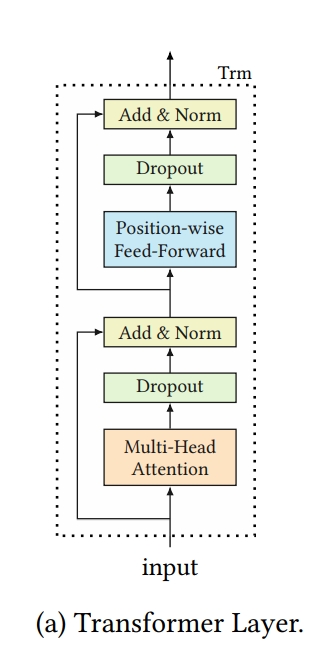 Trm
Add & Norm
Dropout
Position-wise
Feed-Forward
Add & Norm
Dropout
Multi-Head
Attention
input
(a) Transformer Layer.